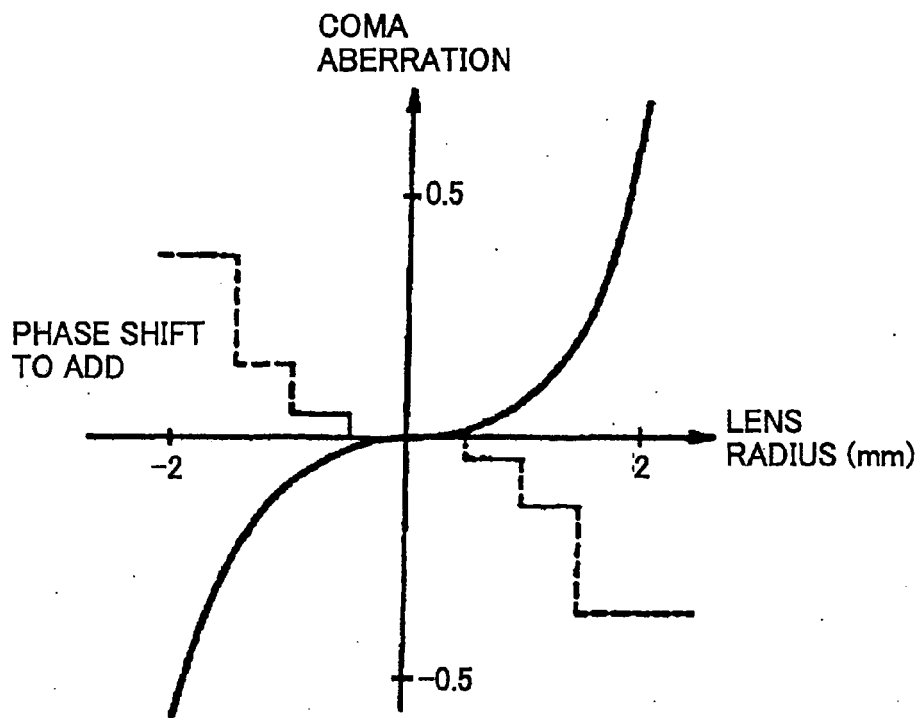 COMA
ABERRATION
0.5
PHASE SHIFT
TO ADD
-2
2
LENS
RADIUS (mm)
-0.5